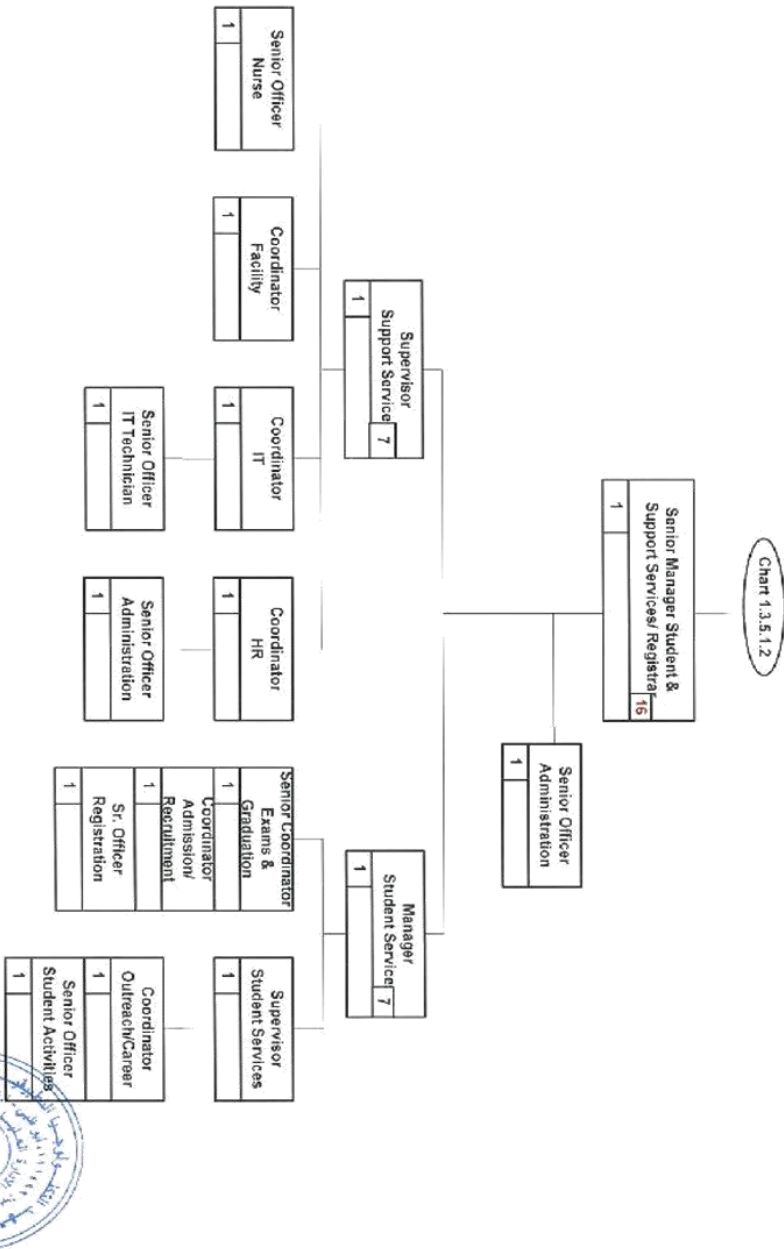 Chart 1.3.5.1.2
Senior Manager Student &
Support Services/ Registrar
16
1
Senior Officer
Administration
1
Supervisor
Support Service
7
1
Manager
Student Service
7
1
Senior Officer
Nurse
1
Coordinator
Facility
1
Coordinator
IT
1
Coordinator
HR
1
Senior Coordinator
Exams &
Graduation
1
Coordinator
Admission/
Recruitment
1
Sr. Officer
Registration
1
Supervisor
Student Services
1
Senior Officer
IT Technician
1
Senior Officer
Administration
1
Coordinator
Outreach/Career
1
Senior Officer
Student Activities
1